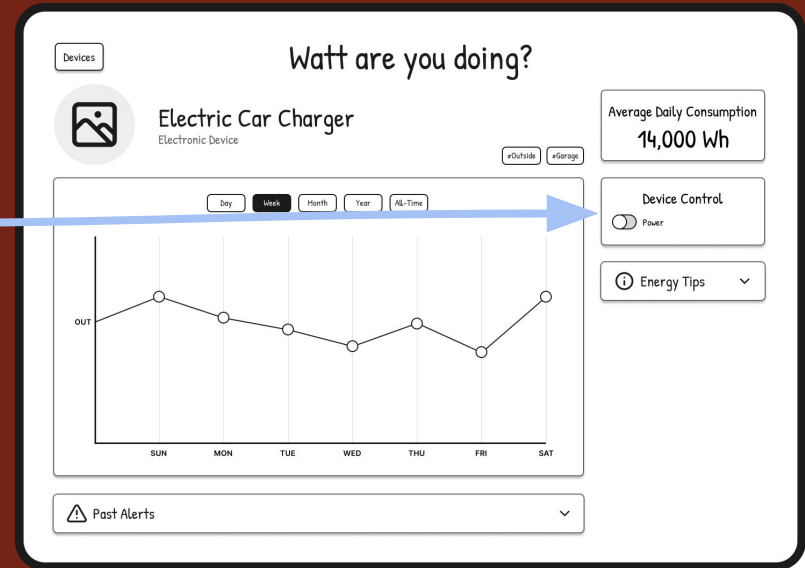 Devices
Watt are you doing?
Electric Car Charger
Electronic Device
#Outside #Garage
Average Daily Consumption
14,000 Wh
Day Week Month Year All-Time
Device Control
Power
Energy Tips
OUT
SUN MON TUE WED THU FRI SAT
Past Alerts